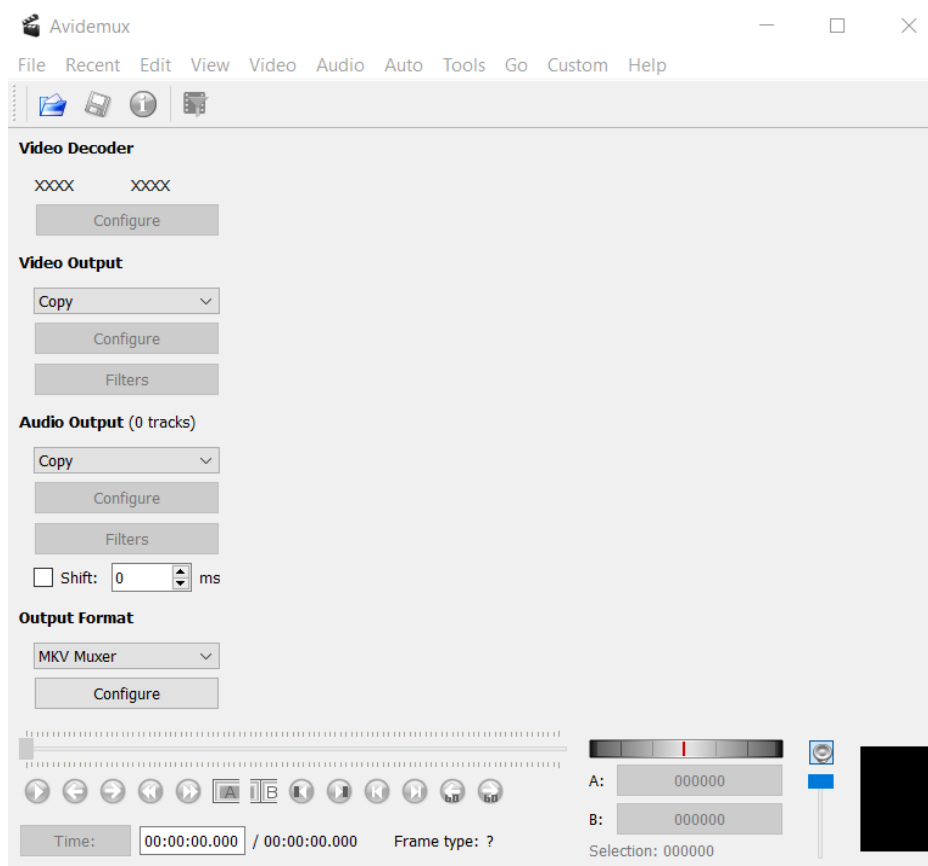 Avidemux
File Recent Edit View Video Audio Auto Tools Go Custom Help
Video Decoder
XXXX XXXX
Configure
Video Output
Copy
Configure
Filters
Audio Output (0 tracks)
Copy
Configure
Filters
Shift: 0 ms
Output Format
MKV Muxer
Configure
A: 000000
A B 60 60
B: 000000
Time: 00:00:00.000 / 00:00:00.000 Frame type: ?
Selection: 000000